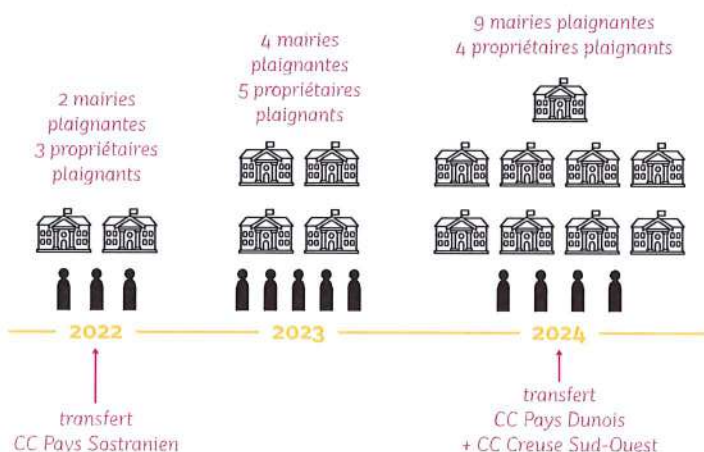 2 mairies
plaignantes
3 propriétaires
plaignants
4 mairies
plaignantes
5 propriétaires
plaignants
9 mairies plaignantes
4 propriétaires plaignants
2022
2023
2024
transfert
CC Pays Sostranien
transfert
CC Pays Dunois
+ CC Creuse Sud-Ouest